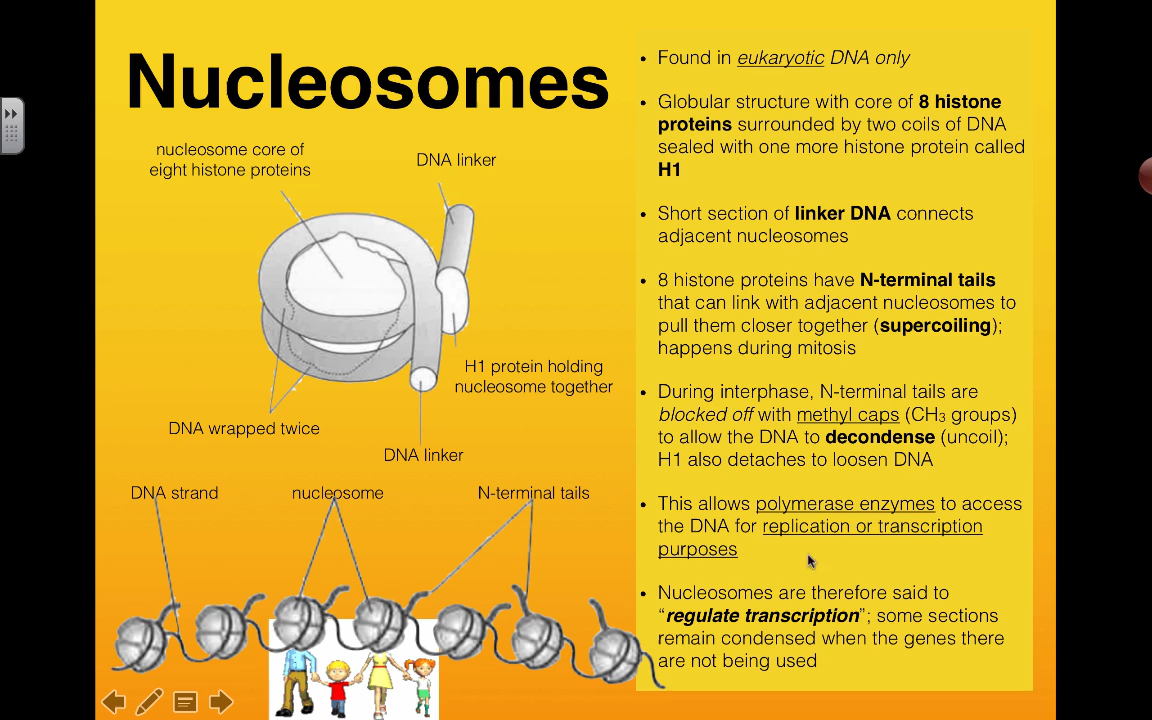 Nucleosomes
nucleosome core of
eight histone proteins
DNA linker
H1 protein holding
nucleosome together
DNA wrapped twice
DNA linker
DNA strand
nucleosome
N-terminal tails
• Found in eukaryotic DNA only
• Globular structure with core of 8 histone
proteins surrounded by two coils of DNA
sealed with one more histone protein called
H1
• Short section of linker DNA connects
adjacent nucleosomes
• 8 histone proteins have N-terminal tails
that can link with adjacent nucleosomes to
pull them closer together (supercoiling);
happens during mitosis
• During interphase, N-terminal tails are
blocked off with methyl caps (CH₃ groups)
to allow the DNA to decondense (uncoil);
H1 also detaches to loosen DNA
• This allows polymerase enzymes to access
the DNA for replication or transcription
purposes
• Nucleosomes are therefore said to
“regulate transcription”; some sections
remain condensed when the genes there
are not being used